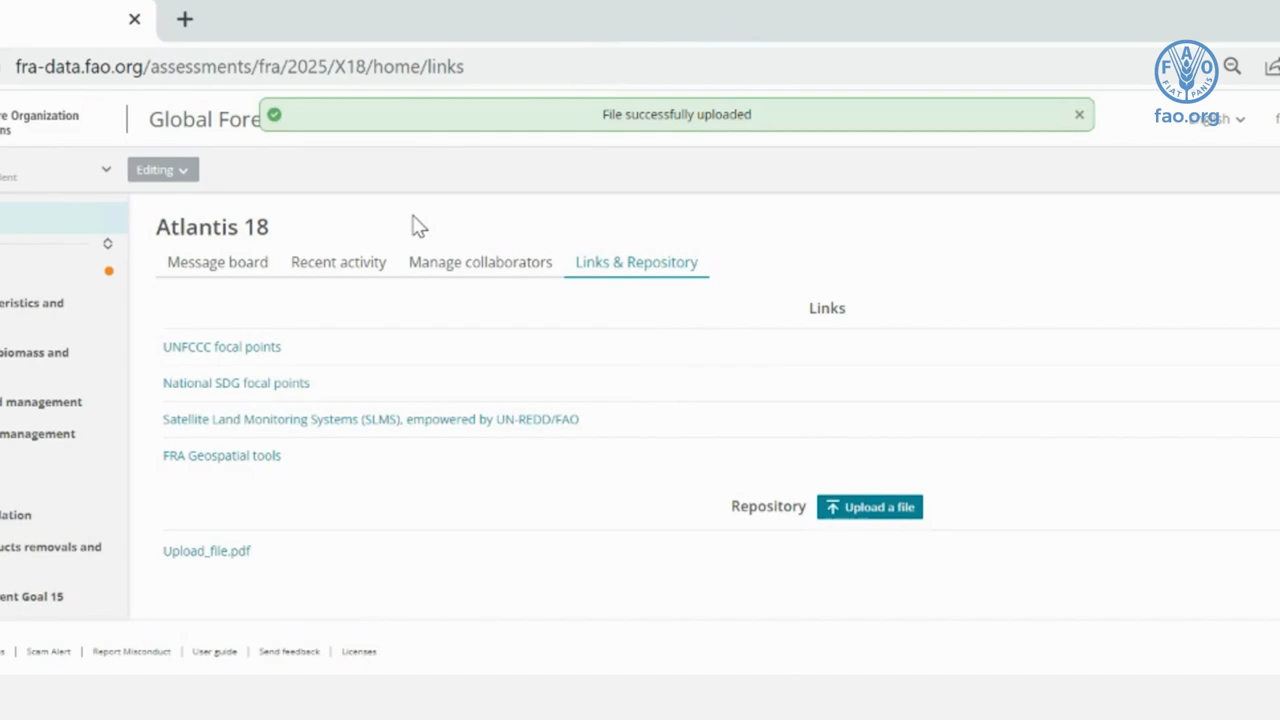 fra-data.fao.org/assessments/fra/2025/X18/home/links
FAO
FIAT PANIS
fao.org
Organization
Global Fore
File successfully uploaded
Editing
Atlantis 18
Message board
Recent activity
Manage collaborators
Links & Repository
eristics and
biomass and
d management
management
lation
ucts removals and
ent Goal 15
Links
UNFCCC focal points
National SDG focal points
Satellite Land Monitoring Systems (SLMS), empowered by UN-REDD/FAO
FRA Geospatial tools
Repository
Upload a file
Upload_file.pdf
Scam Alert
Report Misconduct
User guide
Send feedback
Licenses